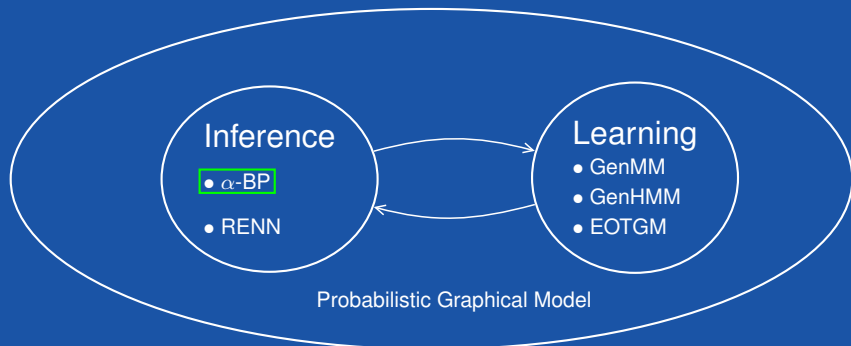 Inference
• α-BP
• RENN
Learning
• GenMM
• GenHMM
• EOTGM
Probabilistic Graphical Model